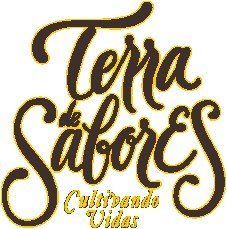 Terra
de
SaborES
Cultivando
Vidas